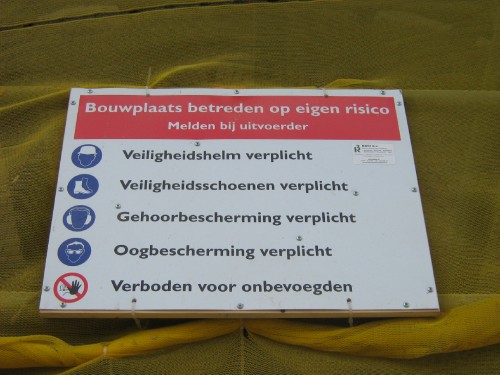 Bouwplaats betreden op eigen risico
Melden bij uitvoerder
Veiligheidshelm verplicht
Veiligheidsschoenen verplicht
Gehoorbescherming verplicht
Oogbescherming verplicht
Verboden voor onbevoegden